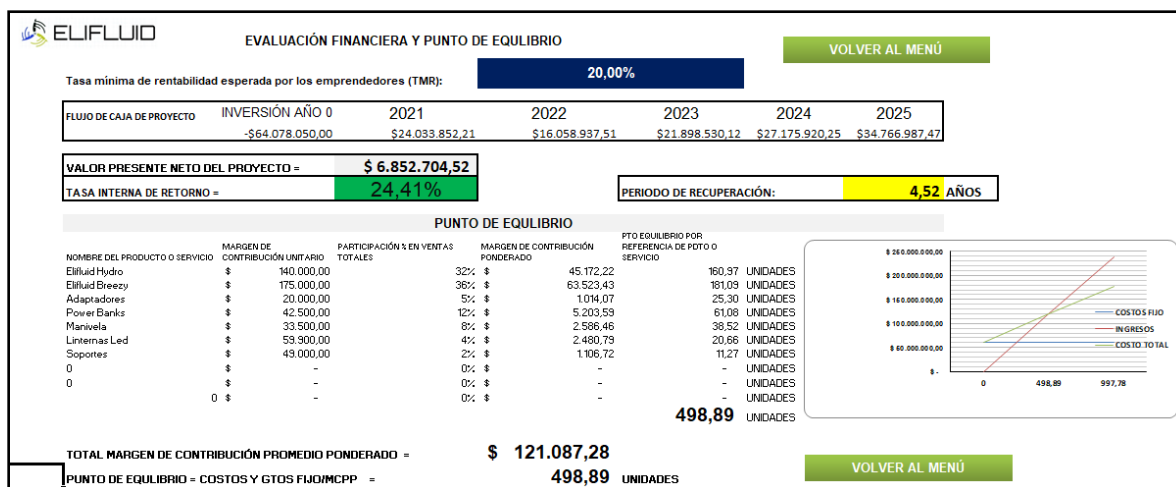 ELIFLUID
EVALUACIÓN FINANCIERA Y PUNTO DE EQULIBRIO
VOLVER AL MENÚ
Tasa mínima de rentabilidad esperada por los emprendedores (TMR): 20,00%
FLUJO DE CAJA DE PROYECTO INVERSIÓN AÑO 0 2021 2022 2023 2024 2025
-$64.078.050,00 $24.033.852,21 $16.058.937,51 $21.898.530,12 $27.175.920,25 $34.766.987,47
VALOR PRESENTE NETO DEL PROYECTO = $ 6.852.704,52
TASA INTERNA DE RETORNO = 24,41% PERIODO DE RECUPERACIÓN: 4,52 AÑOS
PUNTO DE EQULIBRIO
NOMBRE DEL PRODUCTO O SERVICIO MARGEN DE CONTRIBUCIÓN UNITARIO PARTICIPACIÓN % EN VENTAS TOTALES MARGEN DE CONTRIBUCIÓN PONDERADO PTO EQUILIBRIO POR REFERENCIA DE PDTO O SERVICIO
Elifluid Hydro $ 140.000,00 32% $ 45.172,22 160,97 UNIDADES
Elifluid Breezy $ 175.000,00 36% $ 63.523,43 181,09 UNIDADES
Adaptadores $ 20.000,00 5% $ 1.014,07 25,30 UNIDADES
Power Banks $ 42.500,00 12% $ 5.203,59 61,08 UNIDADES
Manivela $ 33.500,00 8% $ 2.586,46 38,52 UNIDADES
Linternas Led $ 59.900,00 4% $ 2.480,79 20,66 UNIDADES
Soportes $ 49.000,00 2% $ 1.106,72 11,27 UNIDADES
0 $ - 0% $ - - UNIDADES
0 $ - 0% $ - - UNIDADES
0 $ - 0% $ - - UNIDADES
498,89 UNIDADES
$ 250.000.000,00
$ 200.000.000,00
$ 150.000.000,00
$ 100.000.000,00
$ 50.000.000,00
$ -
0 498,89 997,78
COSTOS FIJO
INGRESOS
COSTO TOTAL
TOTAL MARGEN DE CONTRIBUCIÓN PROMEDIO PONDERADO = $ 121.087,28
PUNTO DE EQULIBRIO = COSTOS Y GTOS FIJO/MCPP = 498,89 UNIDADES
VOLVER AL MENÚ